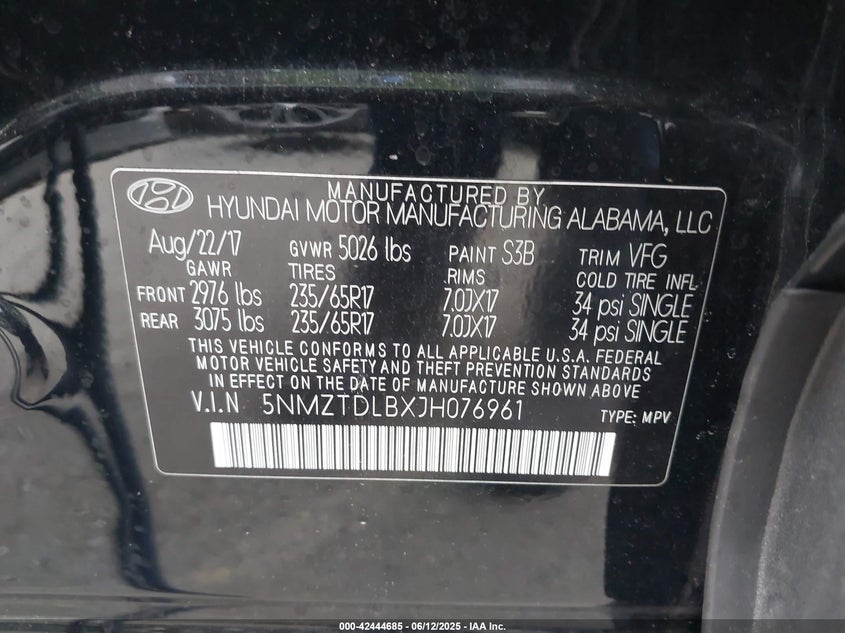 MANUFACTURED BY
HYUNDAI MOTOR MANUFACTURING ALABAMA, LLC
Aug/22/17 GVWR 5026 lbs PAINT S3B TRIM VFG
GAWR TIRES RIMS COLD TIRE INFL
FRONT 2976 lbs 235/65R17 7.0JX17 34 psi SINGLE
REAR 3075 lbs 235/65R17 7.0JX17 34 psi SINGLE
THIS VEHICLE CONFORMS TO ALL APPLICABLE U.S.A. FEDERAL
MOTOR VEHICLE SAFETY AND THEFT PREVENTION STANDARDS
IN EFFECT ON THE DATE OF MANUFACTURE SHOWN ABOVE
V.I.N 5NMZTDLBXJH076961 TYPE: MPV
000-42444685 - 06/12/2025 - IAA Inc.